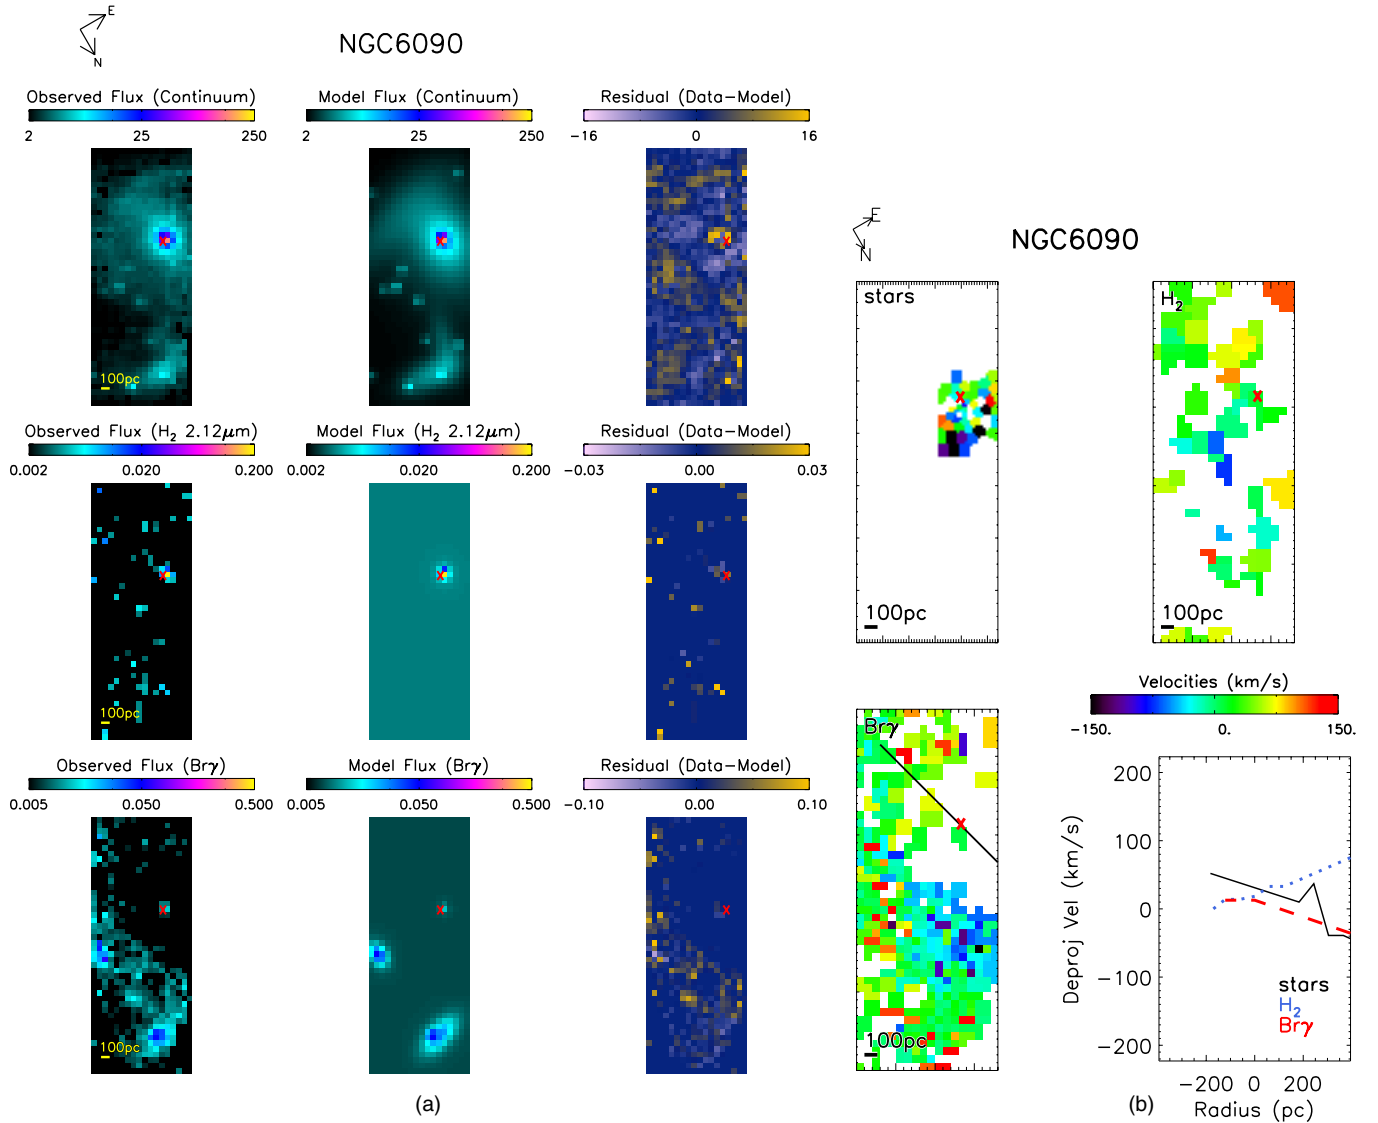 E
N
NGC6090
Observed Flux (Continuum)
Model Flux (Continuum)
Residual (Data−Model)
2 25 250
2 25 250
−16 0 16
100pc
Observed Flux (H2 2.12μm)
Model Flux (H2 2.12μm)
Residual (Data−Model)
0.002 0.020 0.200
0.002 0.020 0.200
−0.03 0.00 0.03
100pc
Observed Flux (Brγ)
Model Flux (Brγ)
Residual (Data−Model)
0.005 0.050 0.500
0.005 0.050 0.500
−0.10 0.00 0.10
100pc
(a)
E
N
NGC6090
stars
100pc
H2
100pc
Velocities (km/s)
−150. 0. 150.
Brγ
100pc
200
100
0
−100
−200
Deproj Vel (km/s)
stars
H2
Brγ
−200 0 200
Radius (pc)
(b)